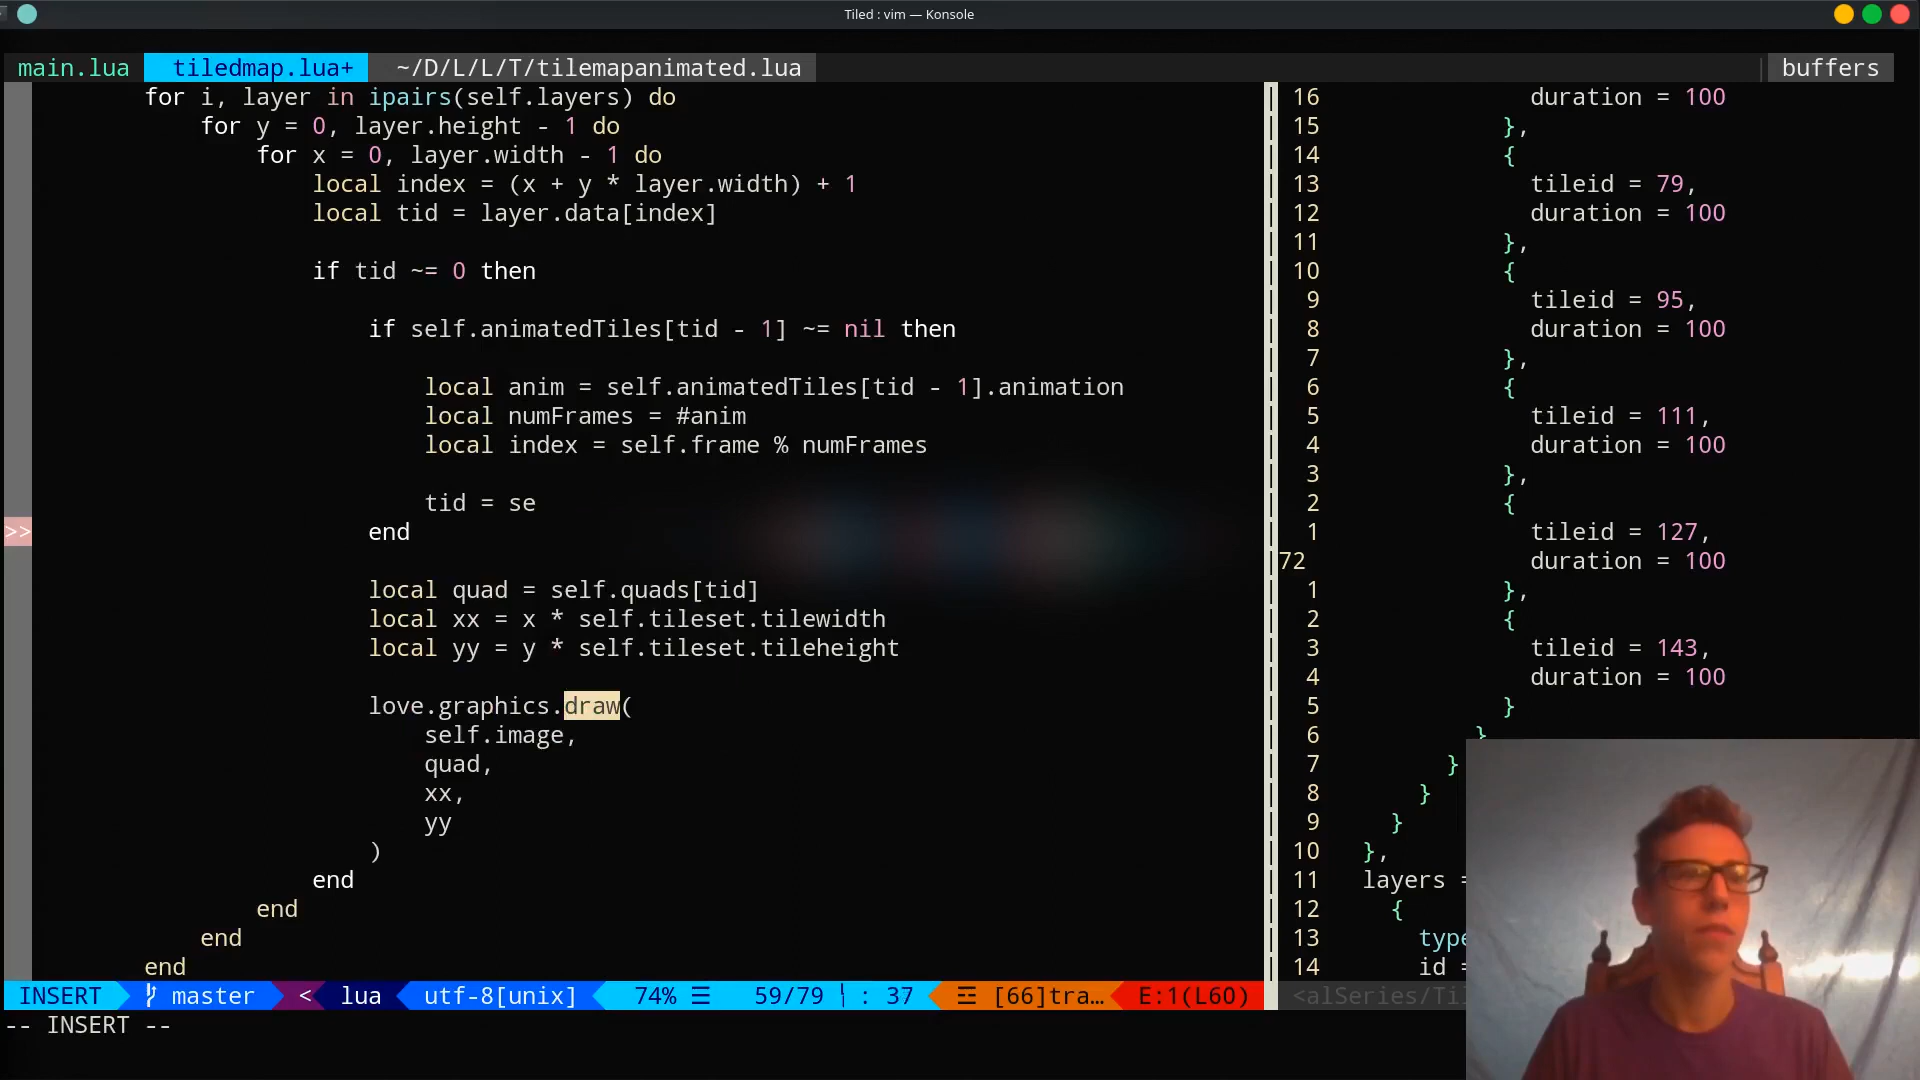 Tiled : vim — Konsole
main.lua tiledmap.lua+ ~/D/L/L/T/tilemapanimated.lua buffers
for i, layer in ipairs(self.layers) do
for y = 0, layer.height - 1 do
for x = 0, layer.width - 1 do
local index = (x + y * layer.width) + 1
local tid = layer.data[index]
if tid ~= 0 then
if self.animatedTiles[tid - 1] ~= nil then
local anim = self.animatedTiles[tid - 1].animation
local numFrames = #anim
local index = self.frame % numFrames
tid = se
>> end
local quad = self.quads[tid]
local xx = x * self.tileset.tilewidth
local yy = y * self.tileset.tileheight
love.graphics.draw(
self.image,
quad,
xx,
yy
)
end
end
end
end
16 duration = 100
15 },
14 {
13 tileid = 79,
12 duration = 100
11 },
10 {
9 tileid = 95,
8 duration = 100
7 },
6 {
5 tileid = 111,
4 duration = 100
3 },
2 {
1 tileid = 127,
72 duration = 100
1 },
2 {
3 tileid = 143,
4 duration = 100
5 }
6 }
7 }
8 }
9 }
10 },
11 layers =
12 {
13 type
14 id =
INSERT master < lua utf-8[unix] 74% ☰ 59/79 : 37 ☲ [66]tra… E:1(L60) <alSeries/Til
-- INSERT --